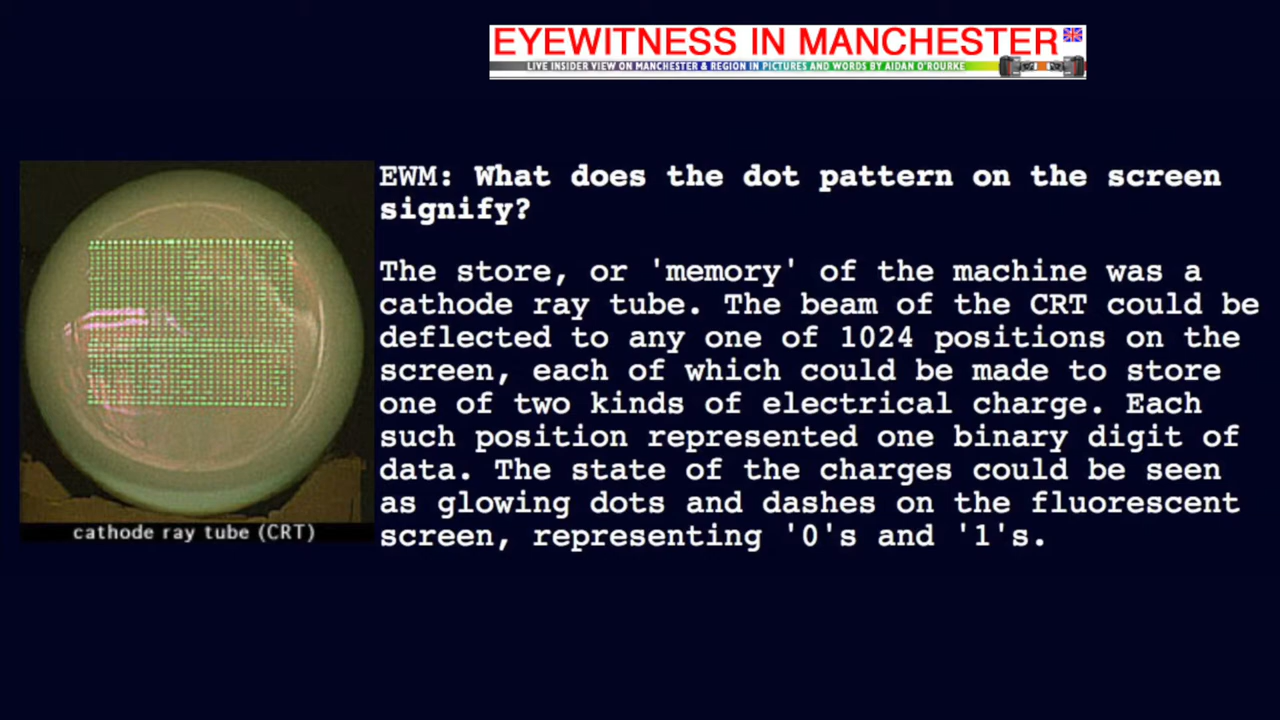 EYEWITNESS IN MANCHESTER
LIVE INSIDER VIEW ON MANCHESTER & REGION IN PICTURES AND WORDS BY AIDAN O'ROURKE
EWM: What does the dot pattern on the screen
signify?
The store, or 'memory' of the machine was a
cathode ray tube. The beam of the CRT could be
deflected to any one of 1024 positions on the
screen, each of which could be made to store
one of two kinds of electrical charge. Each
such position represented one binary digit of
data. The state of the charges could be seen
as glowing dots and dashes on the fluorescent
screen, representing '0's and '1's.
cathode ray tube (CRT)